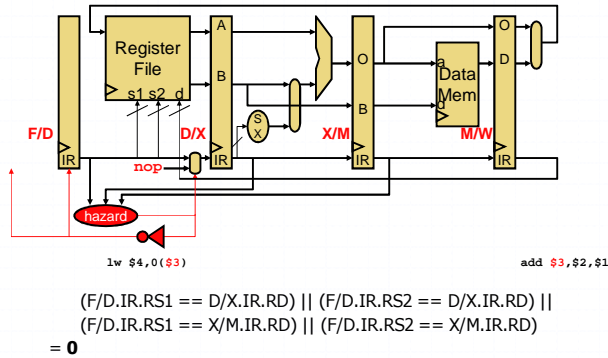 Register
File
s1 s2 d
A
B
S
X
O
B
a
d
Data
Mem
O
D
F/D
D/X
X/M
M/W
IR
IR
IR
IR
nop
hazard
lw $4,0($3)
add $3,$2,$1
(F/D.IR.RS1 == D/X.IR.RD) || (F/D.IR.RS2 == D/X.IR.RD) ||
(F/D.IR.RS1 == X/M.IR.RD) || (F/D.IR.RS2 == X/M.IR.RD)
= 0